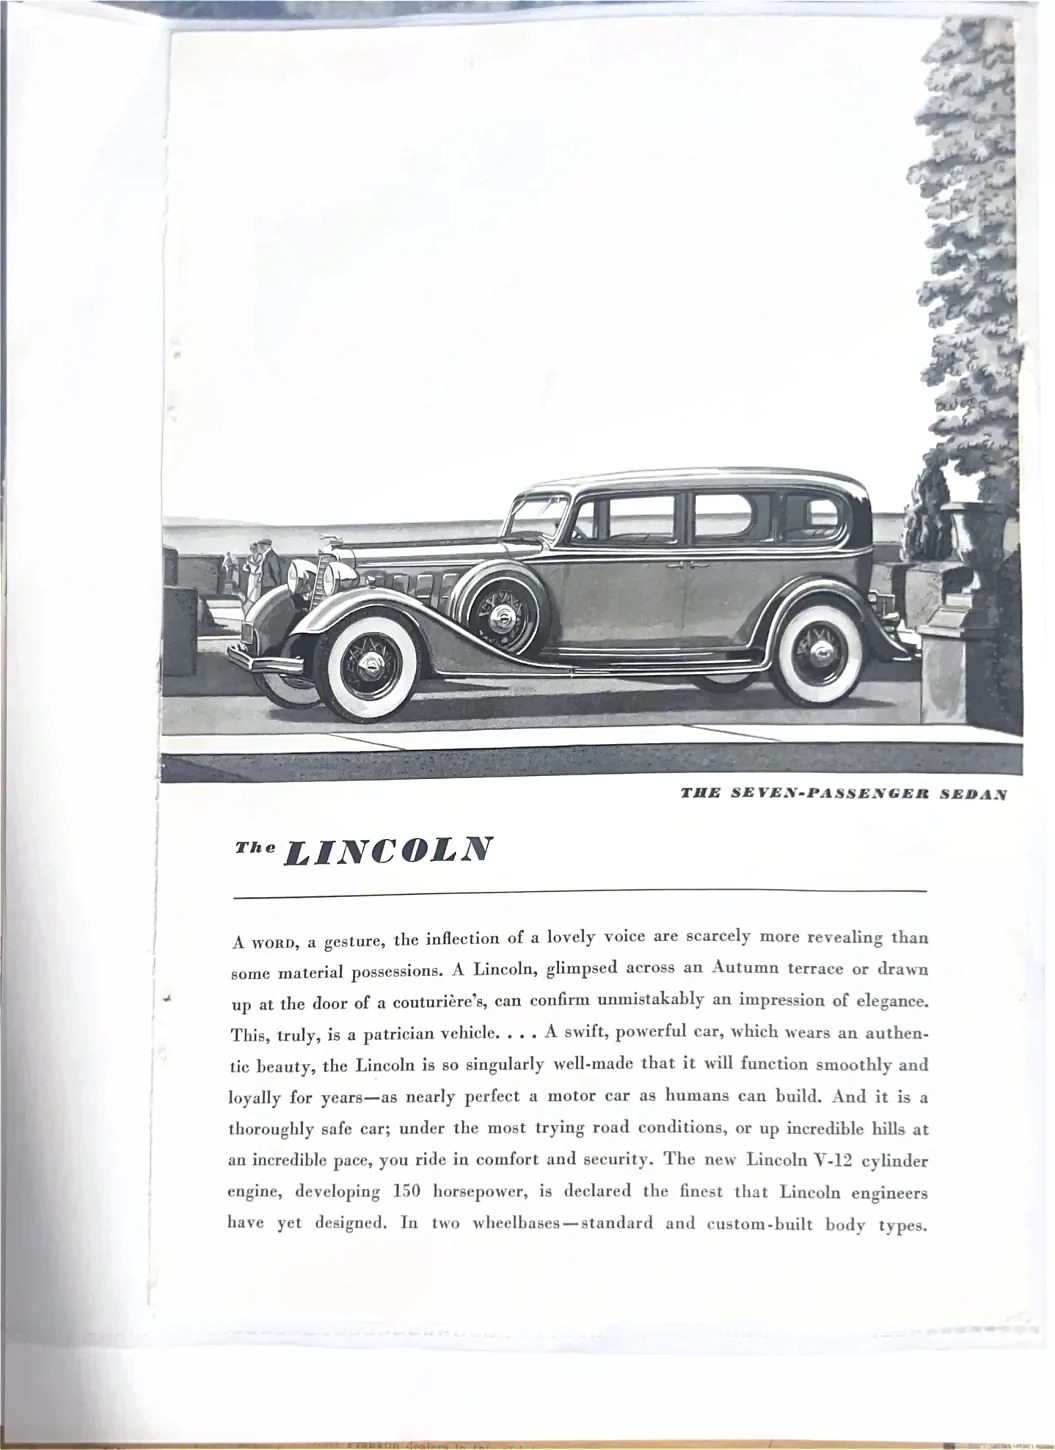 THE SEVEN-PASSENGER SEDAN
The LINCOLN
A WORD, a gesture, the inflection of a lovely voice are scarcely more revealing than
some material possessions. A Lincoln, glimpsed across an Autumn terrace or drawn
up at the door of a couturière's, can confirm unmistakably an impression of elegance.
This, truly, is a patrician vehicle. . . . A swift, powerful car, which wears an authen-
tic beauty, the Lincoln is so singularly well-made that it will function smoothly and
loyally for years—as nearly perfect a motor car as humans can build. And it is a
thoroughly safe car; under the most trying road conditions, or up incredible hills at
an incredible pace, you ride in comfort and security. The new Lincoln V-12 cylinder
engine, developing 150 horsepower, is declared the finest that Lincoln engineers
have yet designed. In two wheelbases—standard and custom-built body types.
Franklin dealers in this